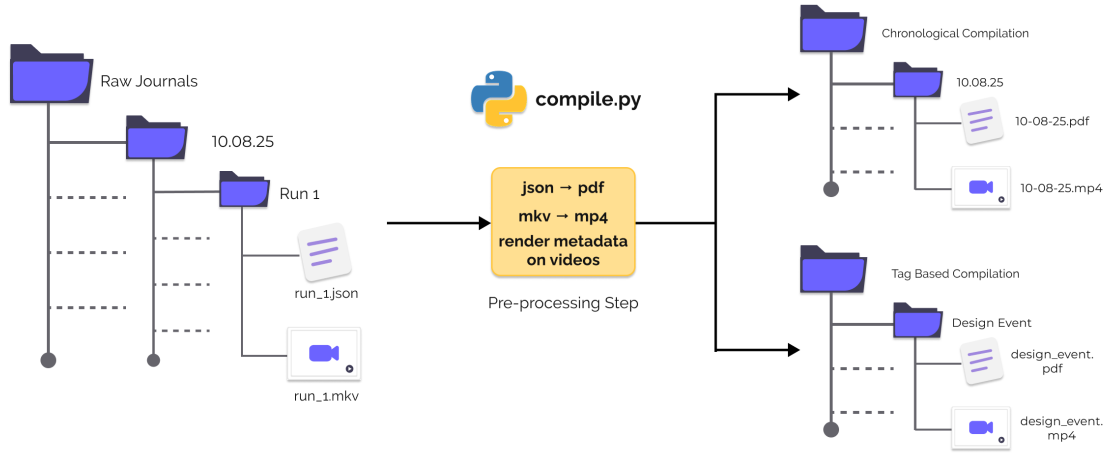 Raw Journals
10.08.25
Run 1
run_1.json
run_1.mkv
compile.py
json → pdf
mkv → mp4
render metadata
on videos
Pre-processing Step
Chronological Compilation
10.08.25
10-08-25.pdf
10-08-25.mp4
Tag Based Compilation
Design Event
design_event.
pdf
design_event.
mp4